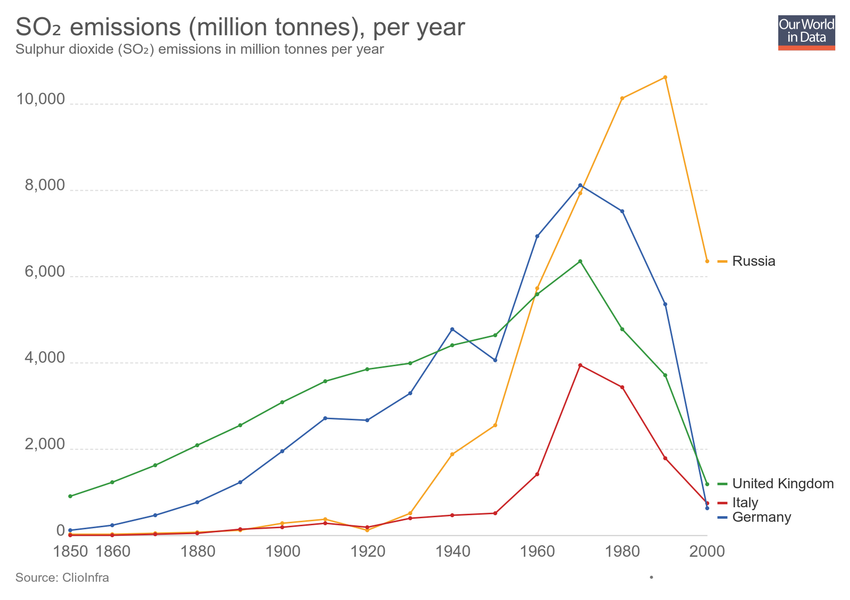 SO₂ emissions (million tonnes), per year
Sulphur dioxide (SO₂) emissions in million tonnes per year
Our World
in Data
10,000
8,000
6,000
4,000
2,000
0
1850 1860 1880 1900 1920 1940 1960 1980 2000
Russia
United Kingdom
Italy
Germany
Source: ClioInfra